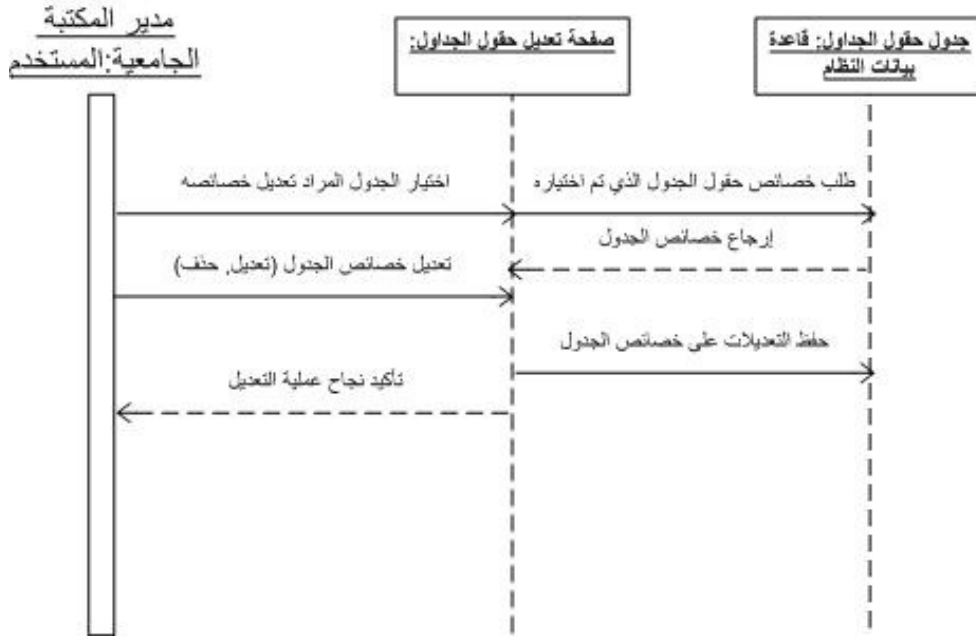 مدير المكتبة
الجامعية:المستخدم
صفحة تعديل حقول الجداول:
جدول حقول الجداول: قاعدة
بيانات النظام
اختيار الجدول المراد تعديل خصائصه
طلب خصائص حقول الجدول الذي تم اختياره
إرجاع خصائص الجدول
تعديل خصائص الجدول (تعديل, حذف)
حفظ التعديلات على خصائص الجدول
تأكيد نجاح عملية التعديل